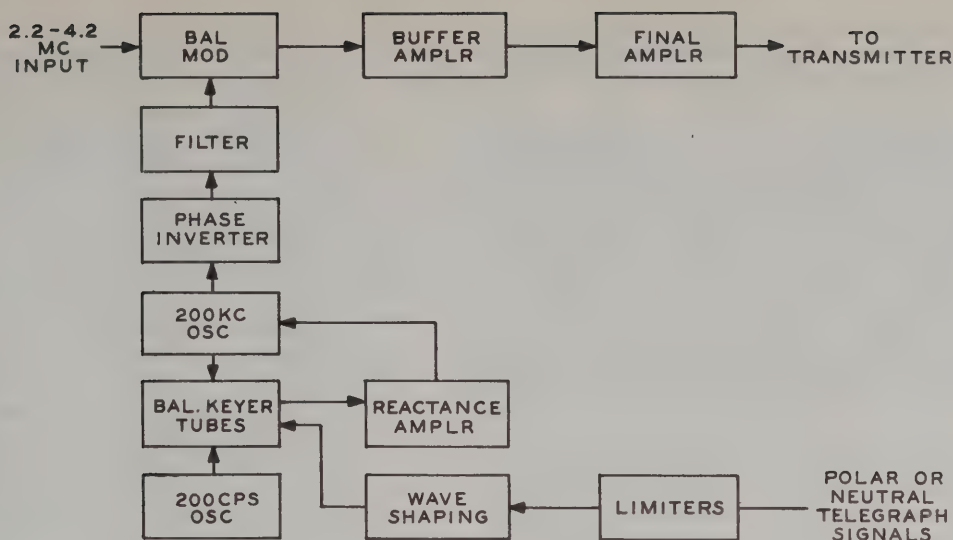 2.2-4.2
MC
INPUT
BAL
MOD
BUFFER
AMPLR
FINAL
AMPLR
TO
TRANSMITTER
FILTER
PHASE
INVERTER
200KC
OSC
BAL. KEYER
TUBES
REACTANCE
AMPLR
200CPS
OSC
WAVE
SHAPING
LIMITERS
POLAR OR
NEUTRAL
TELEGRAPH
SIGNALS